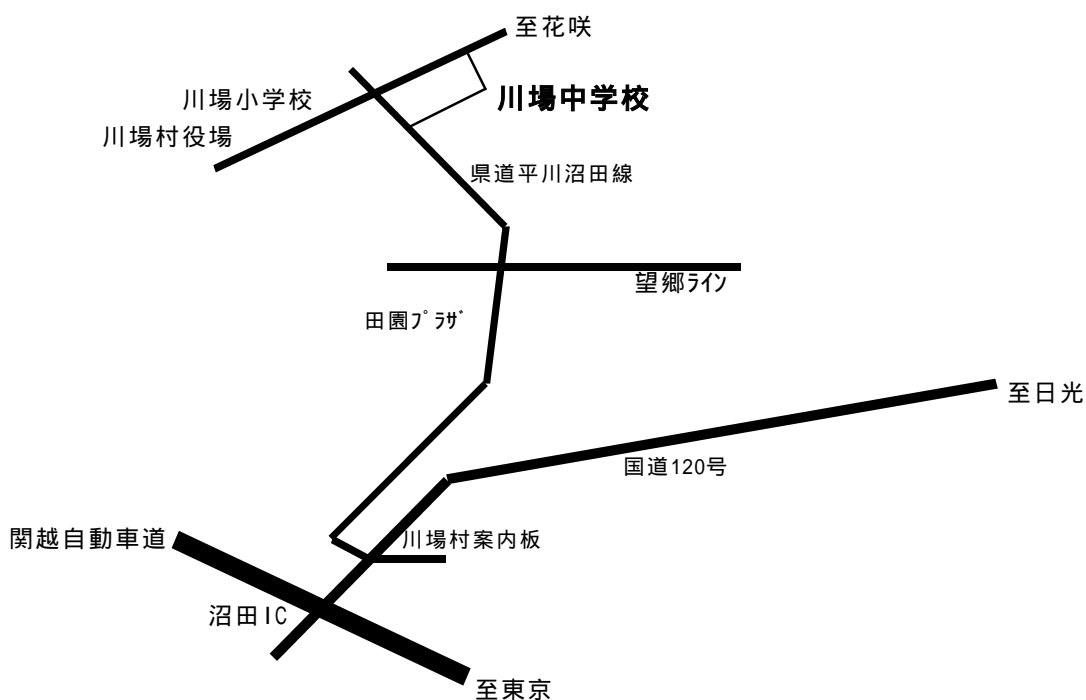 至花咲
川場小学校
川場中学校
川場村役場
県道平川沼田線
望郷ﾗｲﾝ
田園ﾌﾟﾗｻﾞ
至日光
国道120号
関越自動車道
川場村案内板
沼田IC
至東京